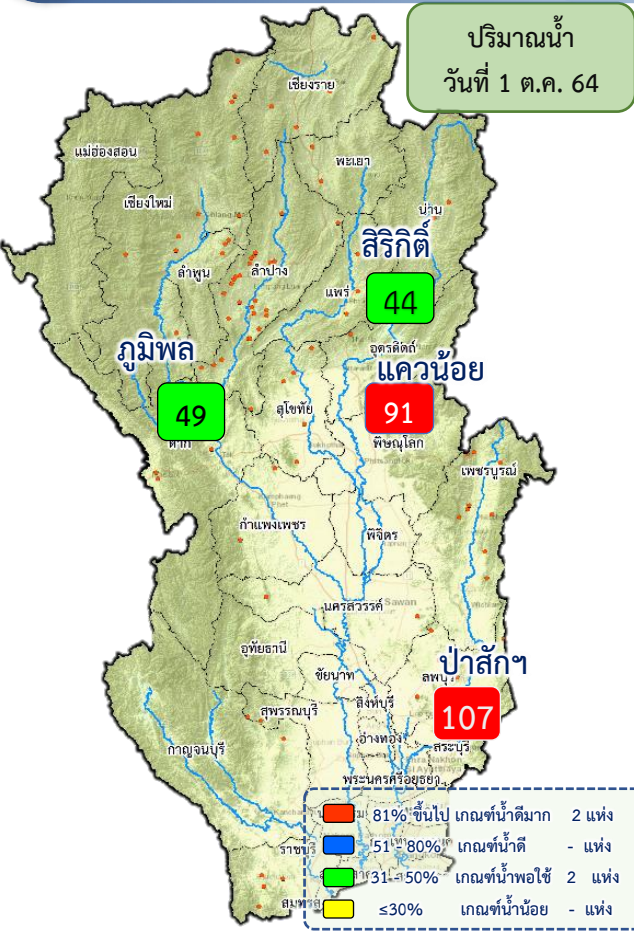 ปริมาณน้ำ
วันที่ 1 ต.ค. 64
เชียงราย
แม่ฮ่องสอน
พะเยา
เชียงใหม่
น่าน
สิริกิติ์
ลำพูน
ลำปาง
แพร่
44
ภูมิพล
อุตรดิตถ์
แควน้อย
49
สุโขทัย
91
ตาก
พิษณุโลก
เพชรบูรณ์
กำแพงเพชร
พิจิตร
นครสวรรค์
อุทัยธานี
ป่าสักฯ
ชัยนาท
ลพบุรี
สิงห์บุรี
สุพรรณบุรี
107
อ่างทอง
สระบุรี
กาญจนบุรี
พระนครศรีอยุธยา
81% ขึ้นไป เกณฑ์น้ำดีมาก 2 แห่ง
ราชบุรี
51 - 80% เกณฑ์น้ำดี - แห่ง
31 - 50% เกณฑ์น้ำพอใช้ 2 แห่ง
≤30% เกณฑ์น้ำน้อย - แห่ง